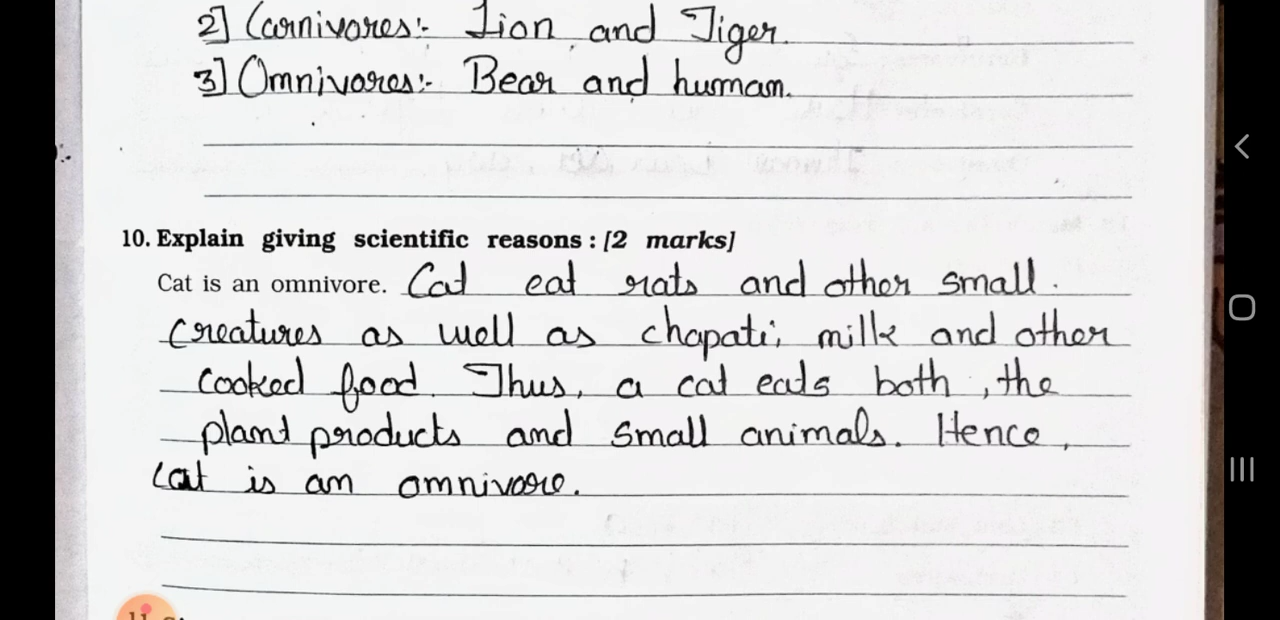 2] Carnivores:- Lion and Tiger.
3] Omnivores:- Bear and human.
10. Explain giving scientific reasons : [2 marks]
Cat is an omnivore. Cat eat rats and other small
creatures as well as chapati, milk and other
cooked food. Thus, a cat eats both, the
plant products and small animals. Hence,
cat is an omnivore.
11.